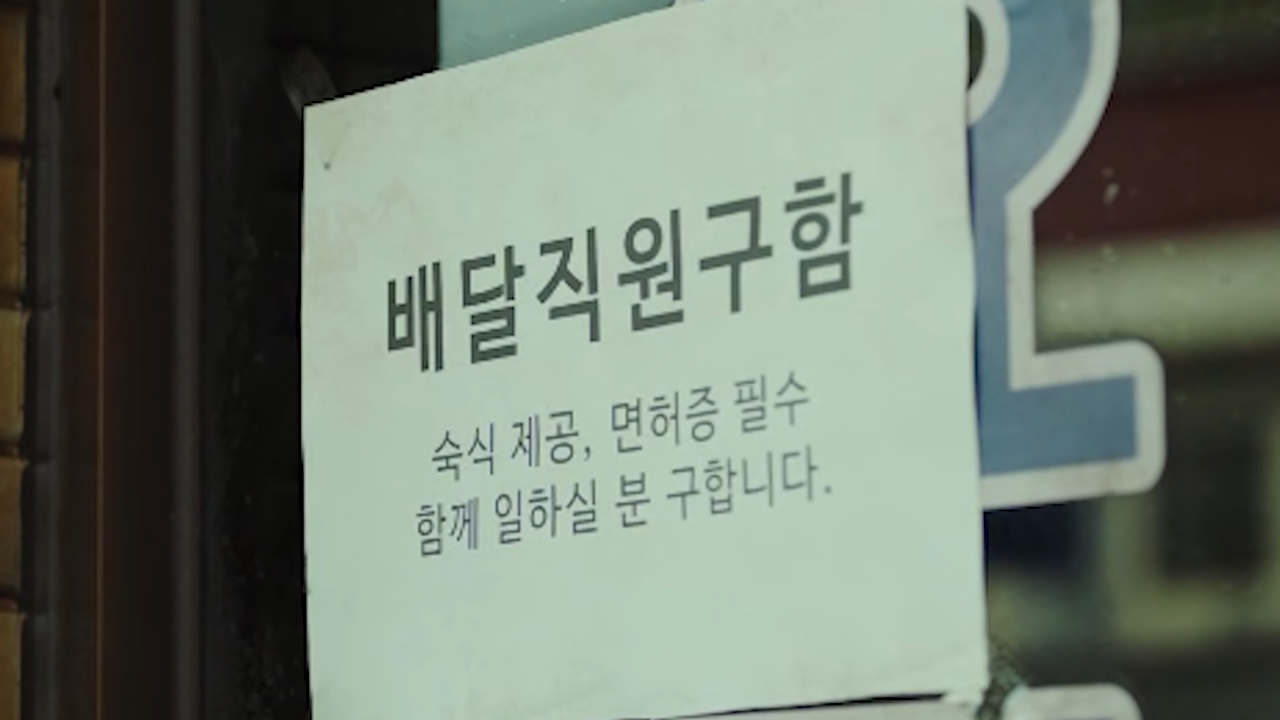 배달직원구함
숙식 제공, 면허증 필수
함께 일하실 분 구합니다.